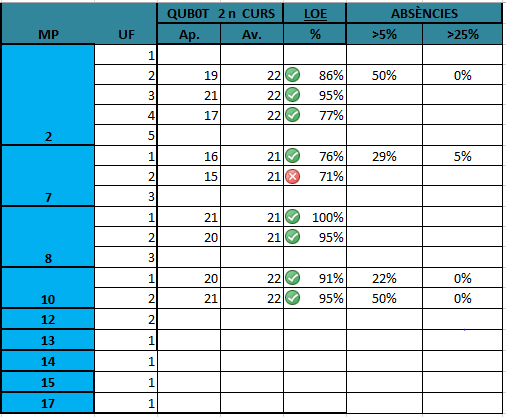 QUB0T 2 n CURS LOE ABSÈNCIES
MP UF Ap. Av. % >5% >25%
1
2 19 22 86% 50% 0%
3 21 22 95%
4 17 22 77%
2 5
1 16 21 76% 29% 5%
2 15 21 71%
7 3
1 21 21 100%
2 20 21 95%
8 3
1 20 22 91% 22% 0%
10 2 21 22 95% 50% 0%
12 2
13 1
14 1
15 1
17 1